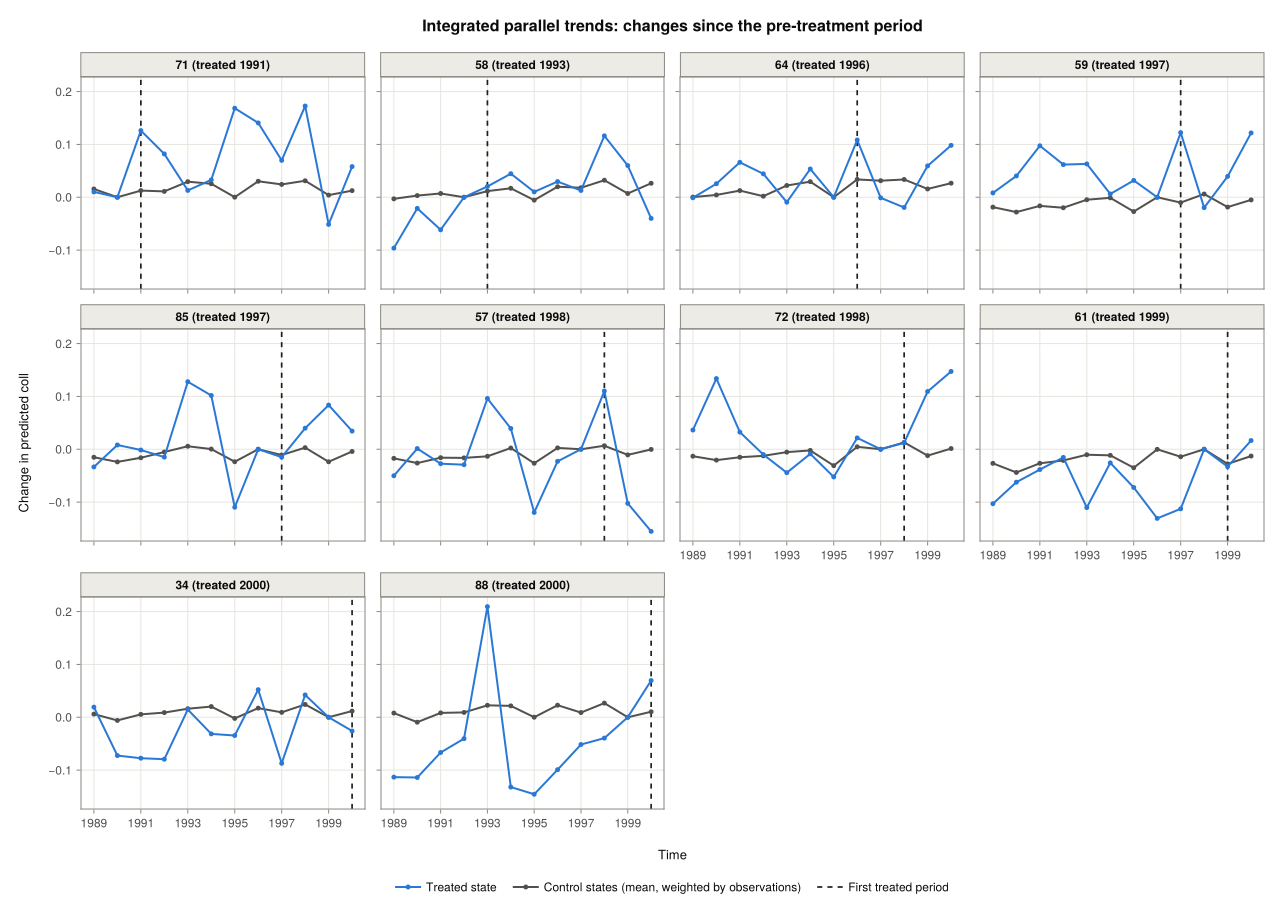 Integrated parallel trends: changes since the pre-treatment period
71 (treated 1991)
58 (treated 1993)
64 (treated 1996)
59 (treated 1997)
0.2
0.1
0.0
−0.1
85 (treated 1997)
57 (treated 1998)
72 (treated 1998)
61 (treated 1999)
0.2
0.1
0.0
−0.1
1989 1991 1993 1995 1997 1999
1989 1991 1993 1995 1997 1999
34 (treated 2000)
88 (treated 2000)
0.2
0.1
0.0
−0.1
1989 1991 1993 1995 1997 1999
1989 1991 1993 1995 1997 1999
Change in predicted coll
Time
Treated state
Control states (mean, weighted by observations)
First treated period